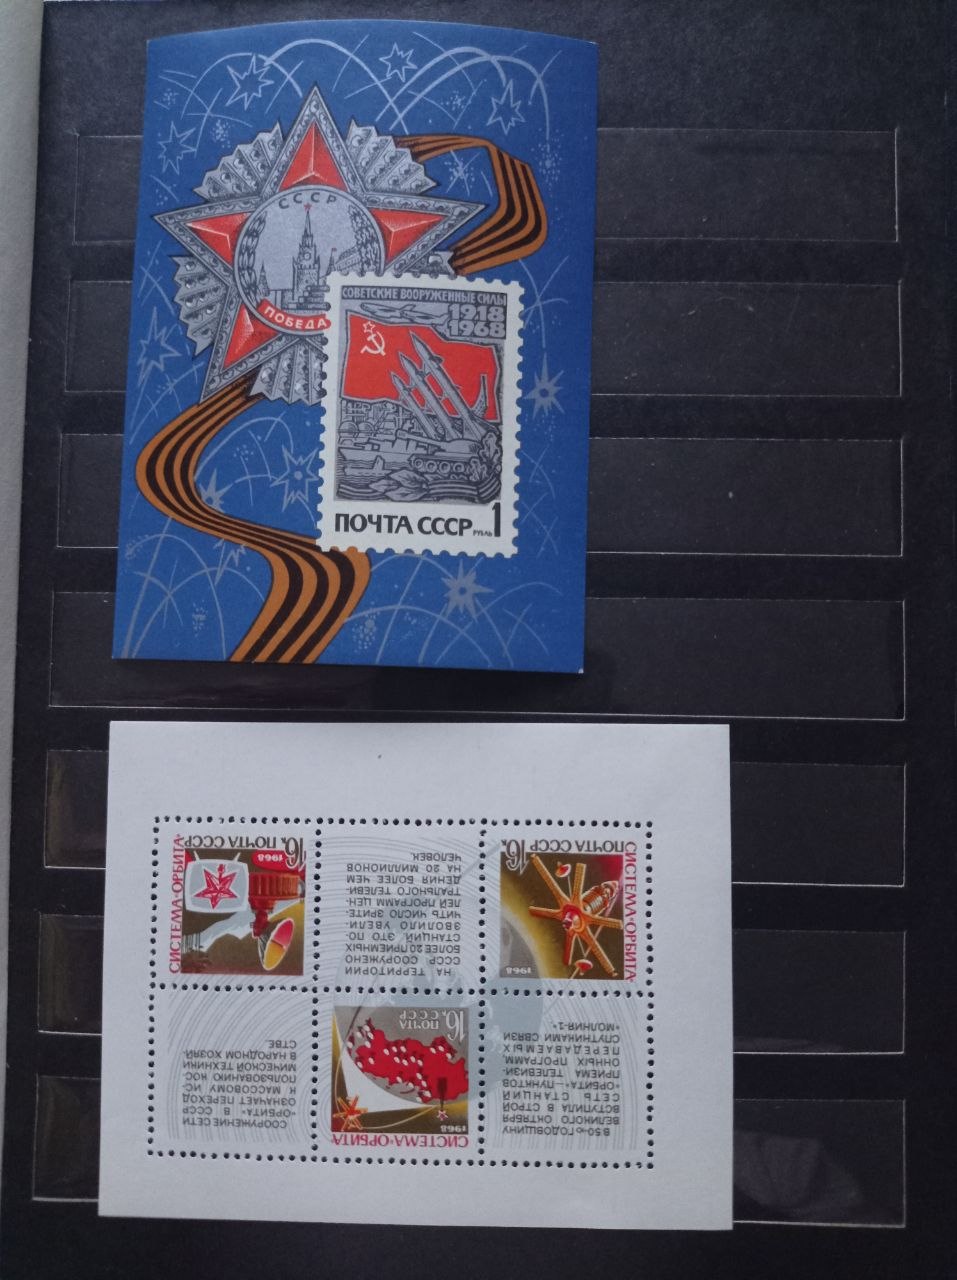 СССР
ПОБЕДА
СОВЕТСКИЕ ВООРУЖЕННЫЕ СИЛЫ
1918
1968
ПОЧТА СССР РУБЛЬ 1
В 50-ю ГОДОВЩИНУ
ВЕЛИКОГО ОКТЯБРЯ
ВСТУПИЛА В СТРОЙ
СЕТЬ СТАНЦИЙ
«ОРБИТА»—ПУНКТОВ
ПРИЕМА ТЕЛЕВИЗИ-
ОННЫХ ПРОГРАММ,
ПЕРЕДАВАЕМЫХ
СПУТНИКАМИ СВЯЗИ
«МОЛНИЯ-1»
СИСТЕМА «ОРБИТА»
1968
16к. ПОЧТА
СССР
СООРУЖЕНИЕ СЕТИ
«ОРБИТА» В СССР
ОЗНАЧАЕТ ПЕРЕХОД
К МАССОВОМУ ИС-
ПОЛЬЗОВАНИЮ КОС-
МИЧЕСКОЙ ТЕХНИКИ
В НАРОДНОМ ХОЗЯЙ-
СТВЕ.
СИСТЕМА «ОРБИТА»
1968
16к. ПОЧТА СССР
НА ТЕРРИТОРИИ
СССР СООРУЖЕНО
БОЛЕЕ 20 ПРИЕМНЫХ
СТАНЦИЙ. ЭТО ПО-
ЗВОЛИЛО УВЕЛИ-
ЧИТЬ ЧИСЛО ЗРИТЕ-
ЛЕЙ ПРОГРАММ ЦЕН-
ТРАЛЬНОГО ТЕЛЕВИ-
ДЕНИЯ БОЛЕЕ ЧЕМ
НА 20 МИЛЛИОНОВ
ЧЕЛОВЕК.
СИСТЕМА «ОРБИТА»
1968
16к. ПОЧТА СССР